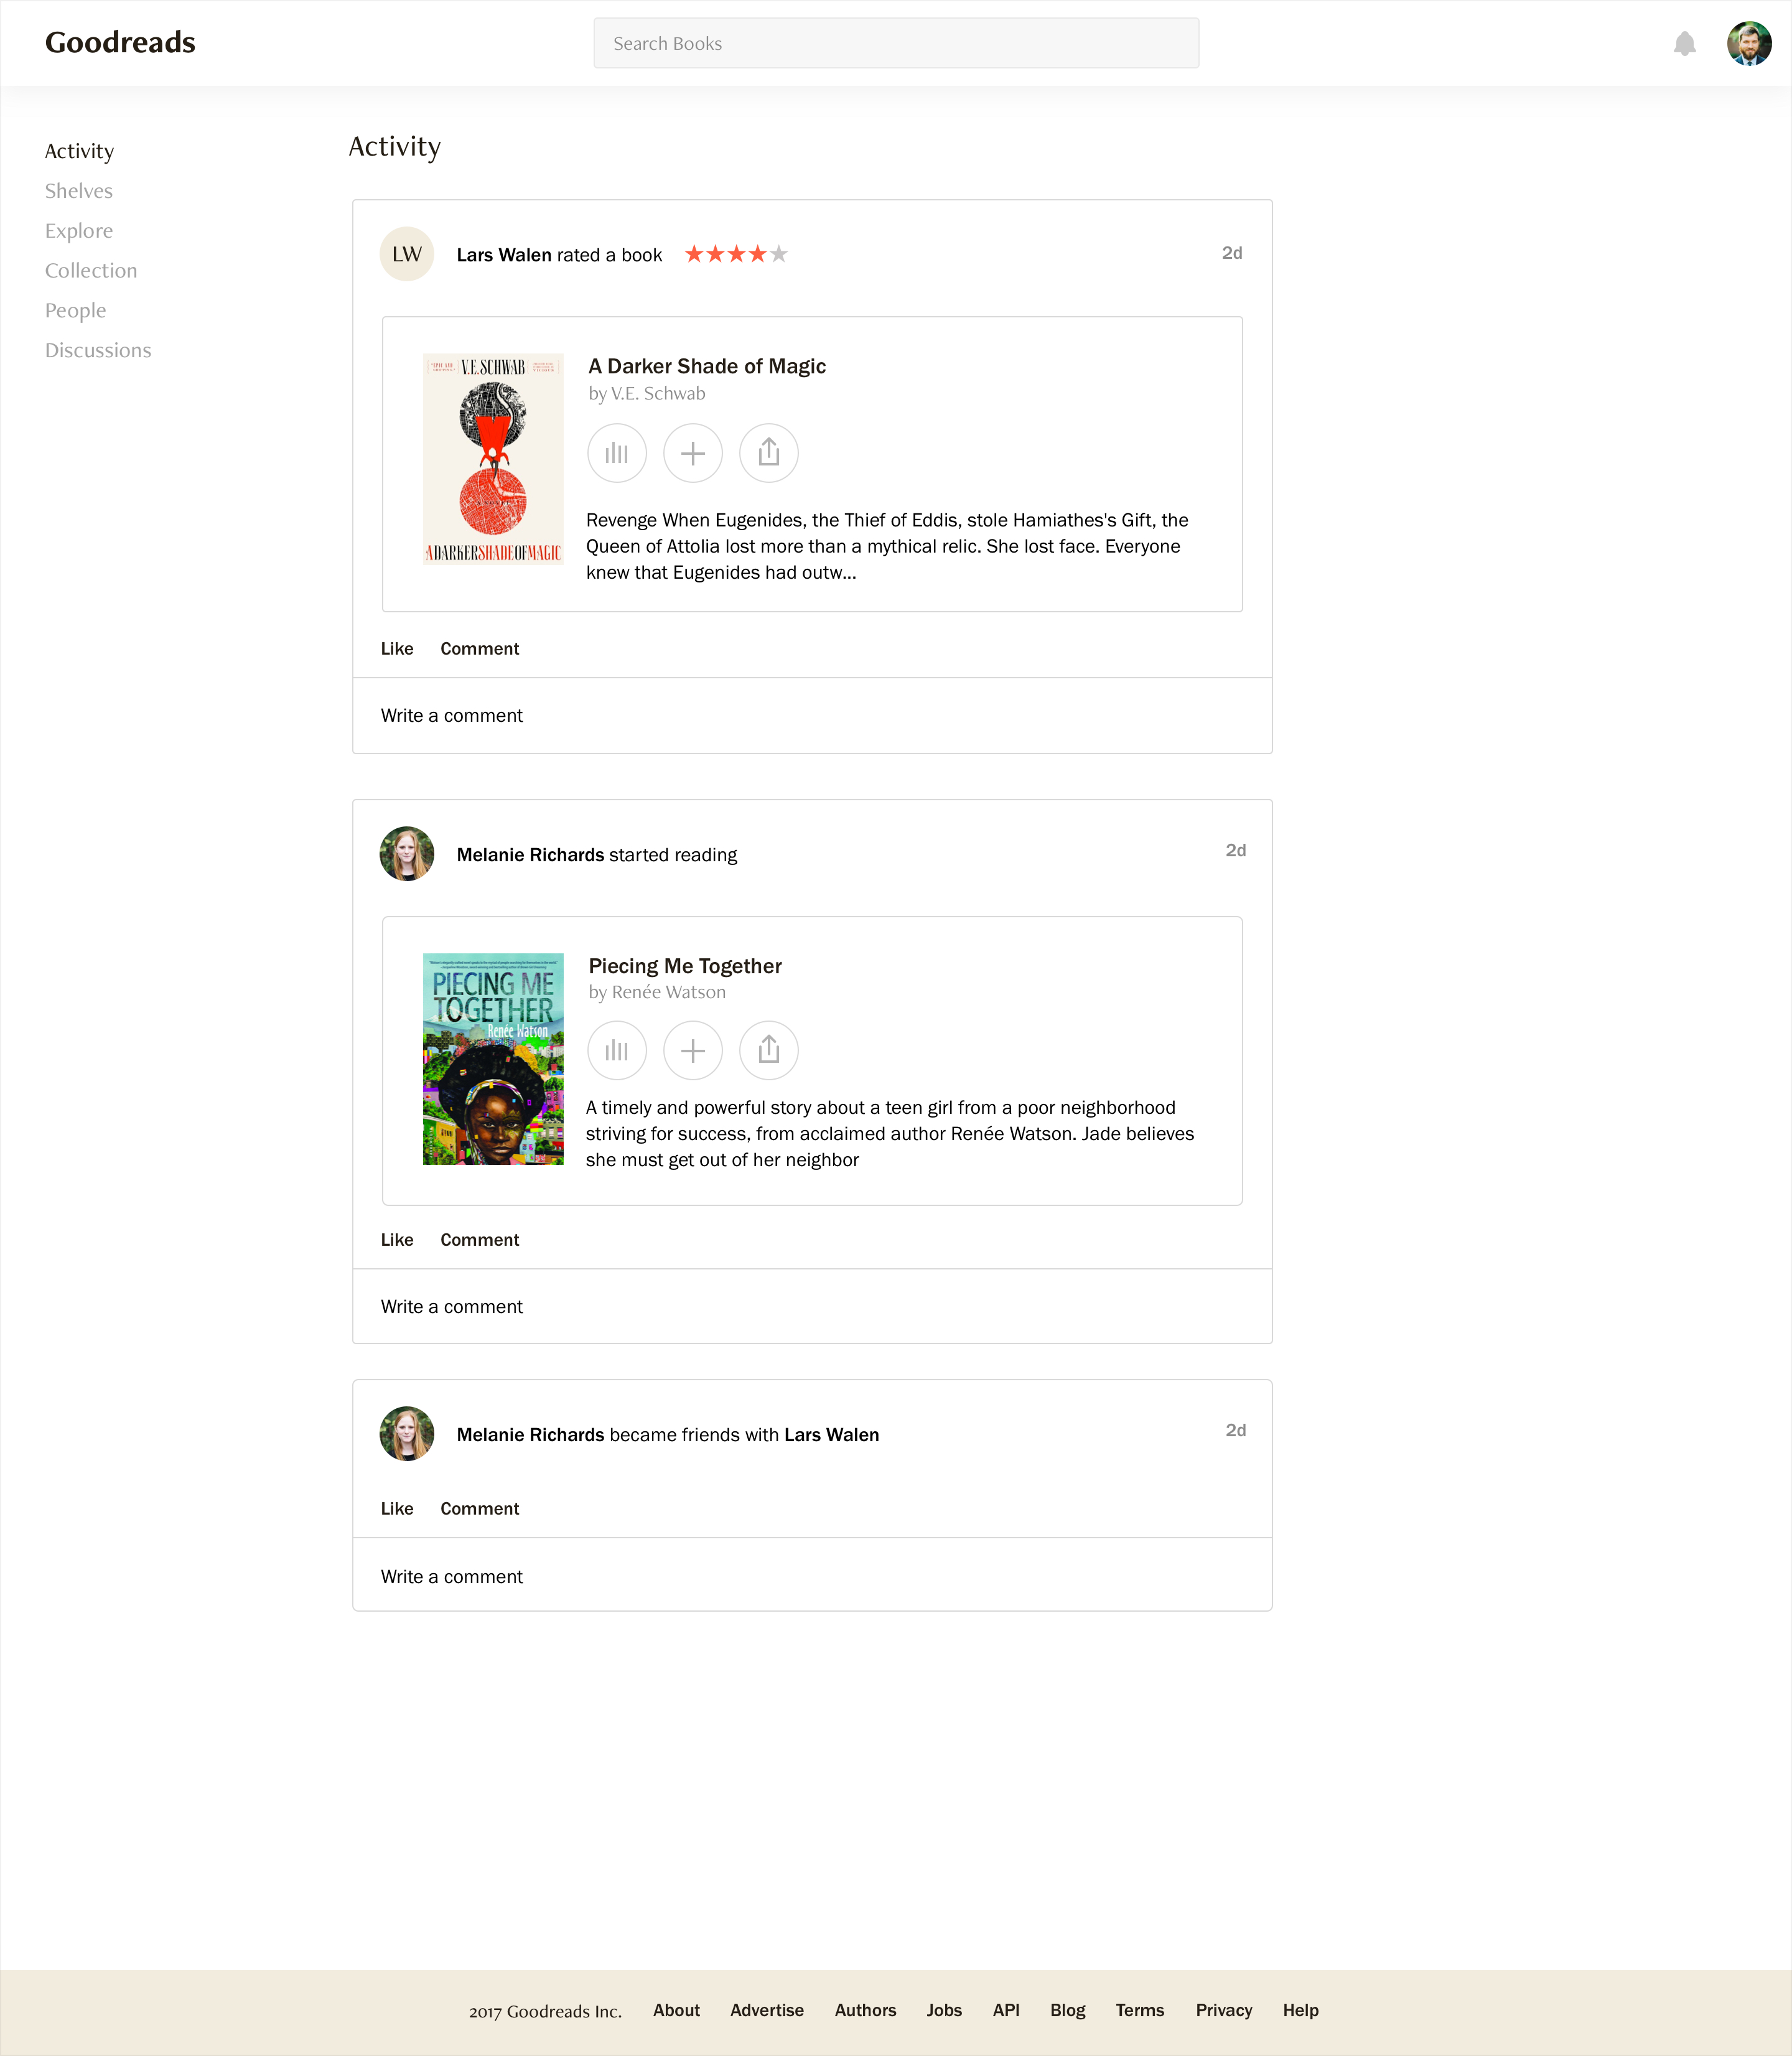 Goodreads
Search Books
Activity
Shelves
Explore
Collection
People
Discussions
Activity
LW
Lars Walen rated a book
2d
V.E. SCHWAB
A DARKER SHADE OF MAGIC
A Darker Shade of Magic
by V.E. Schwab
Revenge When Eugenides, the Thief of Eddis, stole Hamiathes's Gift, the
Queen of Attolia lost more than a mythical relic. She lost face. Everyone
knew that Eugenides had outw...
Like Comment
Write a comment
Melanie Richards started reading
2d
PIECING ME
TOGETHER
Renée Watson
Piecing Me Together
by Renée Watson
A timely and powerful story about a teen girl from a poor neighborhood
striving for success, from acclaimed author Renée Watson. Jade believes
she must get out of her neighbor
Like Comment
Write a comment
Melanie Richards became friends with Lars Walen
2d
Like Comment
Write a comment
2017 Goodreads Inc. About Advertise Authors Jobs API Blog Terms Privacy Help